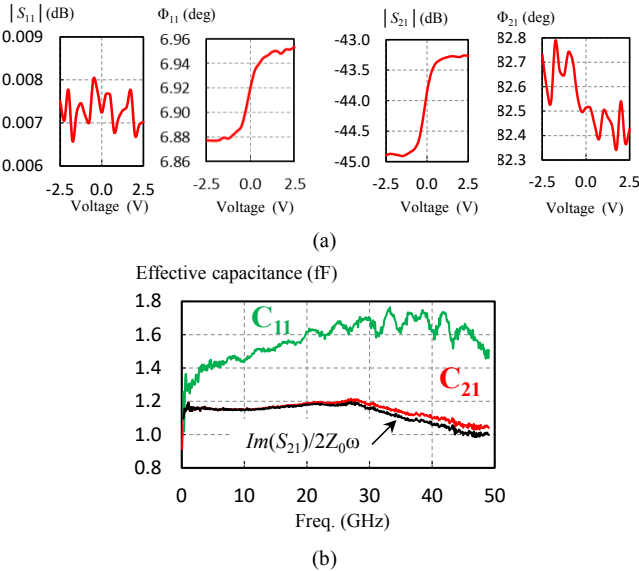 |S11| (dB)
0.009
0.008
0.007
0.006
-2.5 0.0 2.5
Voltage (V)
Φ11 (deg)
6.96
6.94
6.92
6.90
6.88
6.86
-2.5 0.0 2.5
Voltage (V)
|S21| (dB)
-43.0
-43.5
-44.0
-44.5
-45.0
-2.5 0.0 2.5
Voltage (V)
Φ21 (deg)
82.8
82.7
82.6
82.5
82.4
82.3
-2.5 0.0 2.5
Voltage (V)
(a)
Effective capacitance (fF)
1.8
1.6
1.4
1.2
1.0
0.8
C11
C21
Im(S21)/2Z0ω
0 10 20 30 40 50
Freq. (GHz)
(b)